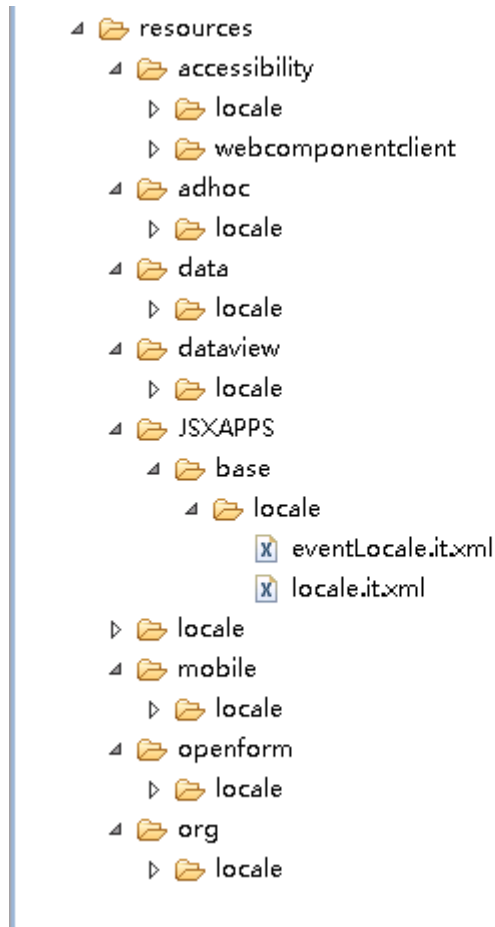 resources
accessibility
locale
webcomponentclient
adhoc
locale
data
locale
dataview
locale
JSXAPPS
base
locale
eventLocale.it.xml
locale.it.xml
locale
mobile
locale
openform
locale
org
locale